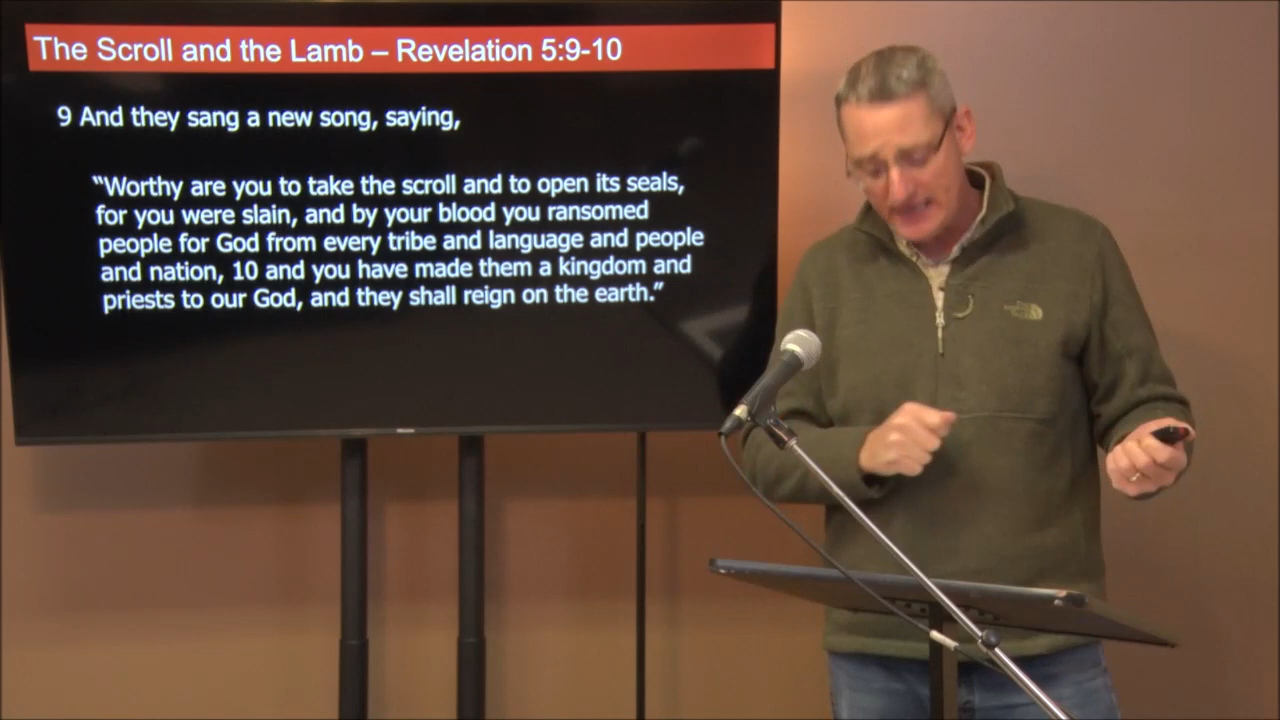 The Scroll and the Lamb – Revelation 5:9-10
9 And they sang a new song, saying,
“Worthy are you to take the scroll and to open its seals,
for you were slain, and by your blood you ransomed
people for God from every tribe and language and people
and nation, 10 and you have made them a kingdom and
priests to our God, and they shall reign on the earth.”